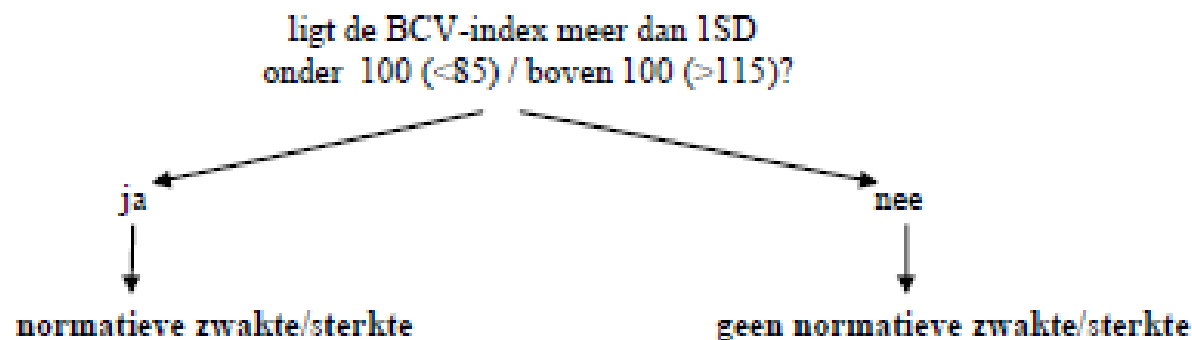 ligt de BCV-index meer dan 1SD
onder 100 (<85) / boven 100 (>115)?
ja
nee
normatieve zwakte/sterkte
geen normatieve zwakte/sterkte